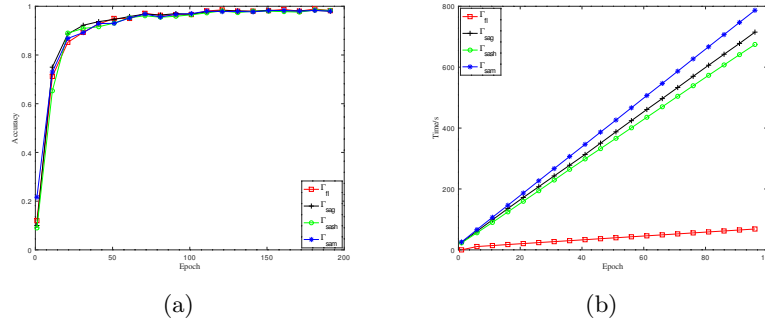 1
0.8
0.6
0.4
0.2
0
0 50 100 150 200
Accuracy
Epoch
Γfl
Γsag
Γsash
Γsam
(a)
800
600
400
200
0
0 20 40 60 80 100
Time/s
Epoch
Γfl
Γsag
Γsash
Γsam
(b)